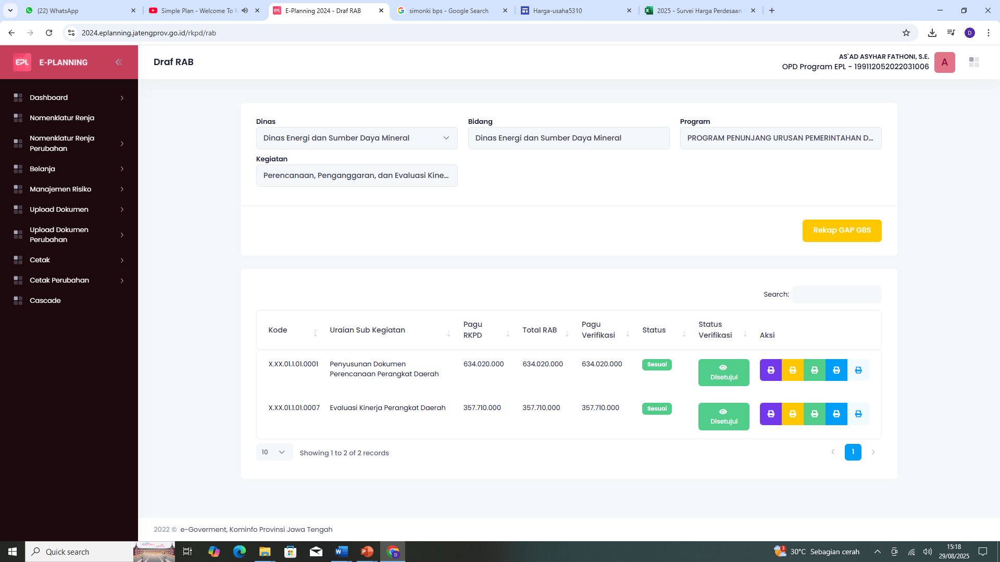 (22) WhatsApp
Simple Plan - Welcome To M
E-Planning 2024 - Draf RAB
simonki bps - Google Search
Harga-usaha5310
2025 - Survei Harga Perdesaan
2024.eplanning.jatengprov.go.id/rkpd/rab
D
EPL
E-PLANNING
Draf RAB
AS`AD ASYHAR FATHONI, S.E.
OPD Program EPL - 199112052022031006
A
Dashboard
Nomenklatur Renja
Nomenklatur Renja
Perubahan
Belanja
Manajemen Risiko
Upload Dokumen
Upload Dokumen
Perubahan
Cetak
Cetak Perubahan
Cascade
Dinas
Bidang
Program
Dinas Energi dan Sumber Daya Mineral
Dinas Energi dan Sumber Daya Mineral
PROGRAM PENUNJANG URUSAN PEMERINTAHAN D...
Kegiatan
Perencanaan, Penganggaran, dan Evaluasi Kine...
Rekap GAP GBS
Search:
Kode
Uraian Sub Kegiatan
Pagu
RKPD
Total RAB
Pagu
Verifikasi
Status
Status
Verifikasi
Aksi
X.XX.01.1.01.0001
Penyusunan Dokumen
Perencanaan Perangkat Daerah
634.020.000
634.020.000
634.020.000
Sesuai
Disetujui
X.XX.01.1.01.0007
Evaluasi Kinerja Perangkat Daerah
357.710.000
357.710.000
357.710.000
Sesuai
Disetujui
10
Showing 1 to 2 of 2 records
1
2022 © e-Goverment, Kominfo Provinsi Jawa Tengah
Quick search
3
30°C Sebagian cerah
15:18
29/08/2025